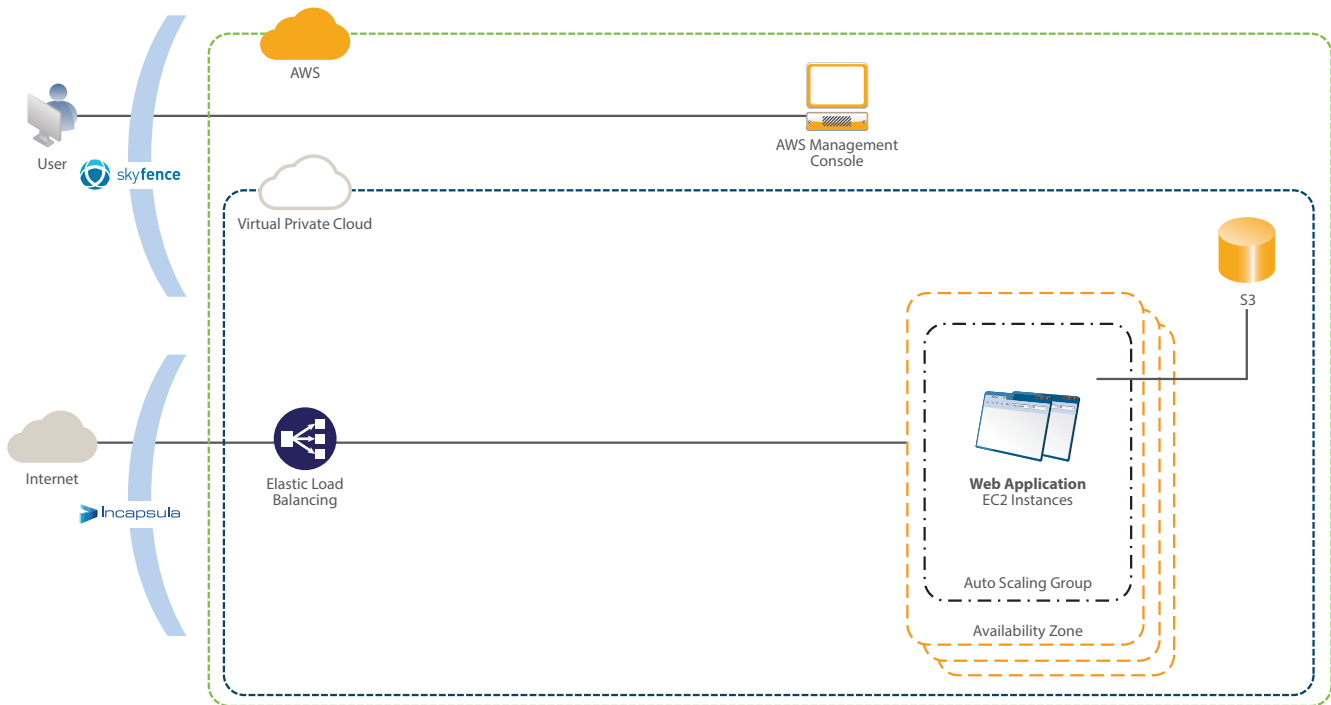 AWS
User
AWS Management
Console
skyfence
Virtual Private Cloud
S3
Internet
Elastic Load
Balancing
Incapsula
Web Application
EC2 Instances
Auto Scaling Group
Availability Zone